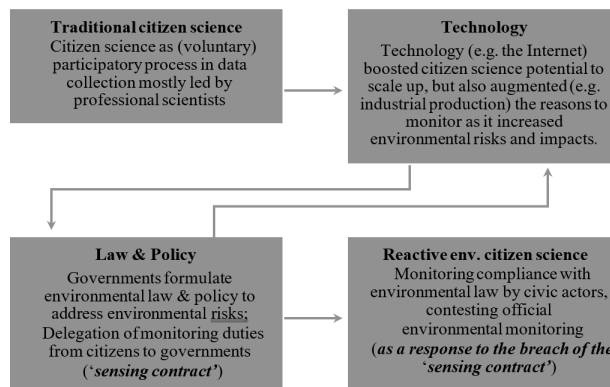 Traditional citizen science
Citizen science as (voluntary)
participatory process in data
collection mostly led by
professional scientists
Technology
Technology (e.g. the Internet)
boosted citizen science potential to
scale up, but also augmented (e.g.
industrial production) the reasons to
monitor as it increased
environmental risks and impacts.
Law & Policy
Governments formulate
environmental law & policy to
address environmental risks;
Delegation of monitoring duties
from citizens to governments
(‘sensing contract’)
Reactive env. citizen science
Monitoring compliance with
environmental law by civic actors,
contesting official
environmental monitoring
(as a response to the breach of the
‘sensing contract’)